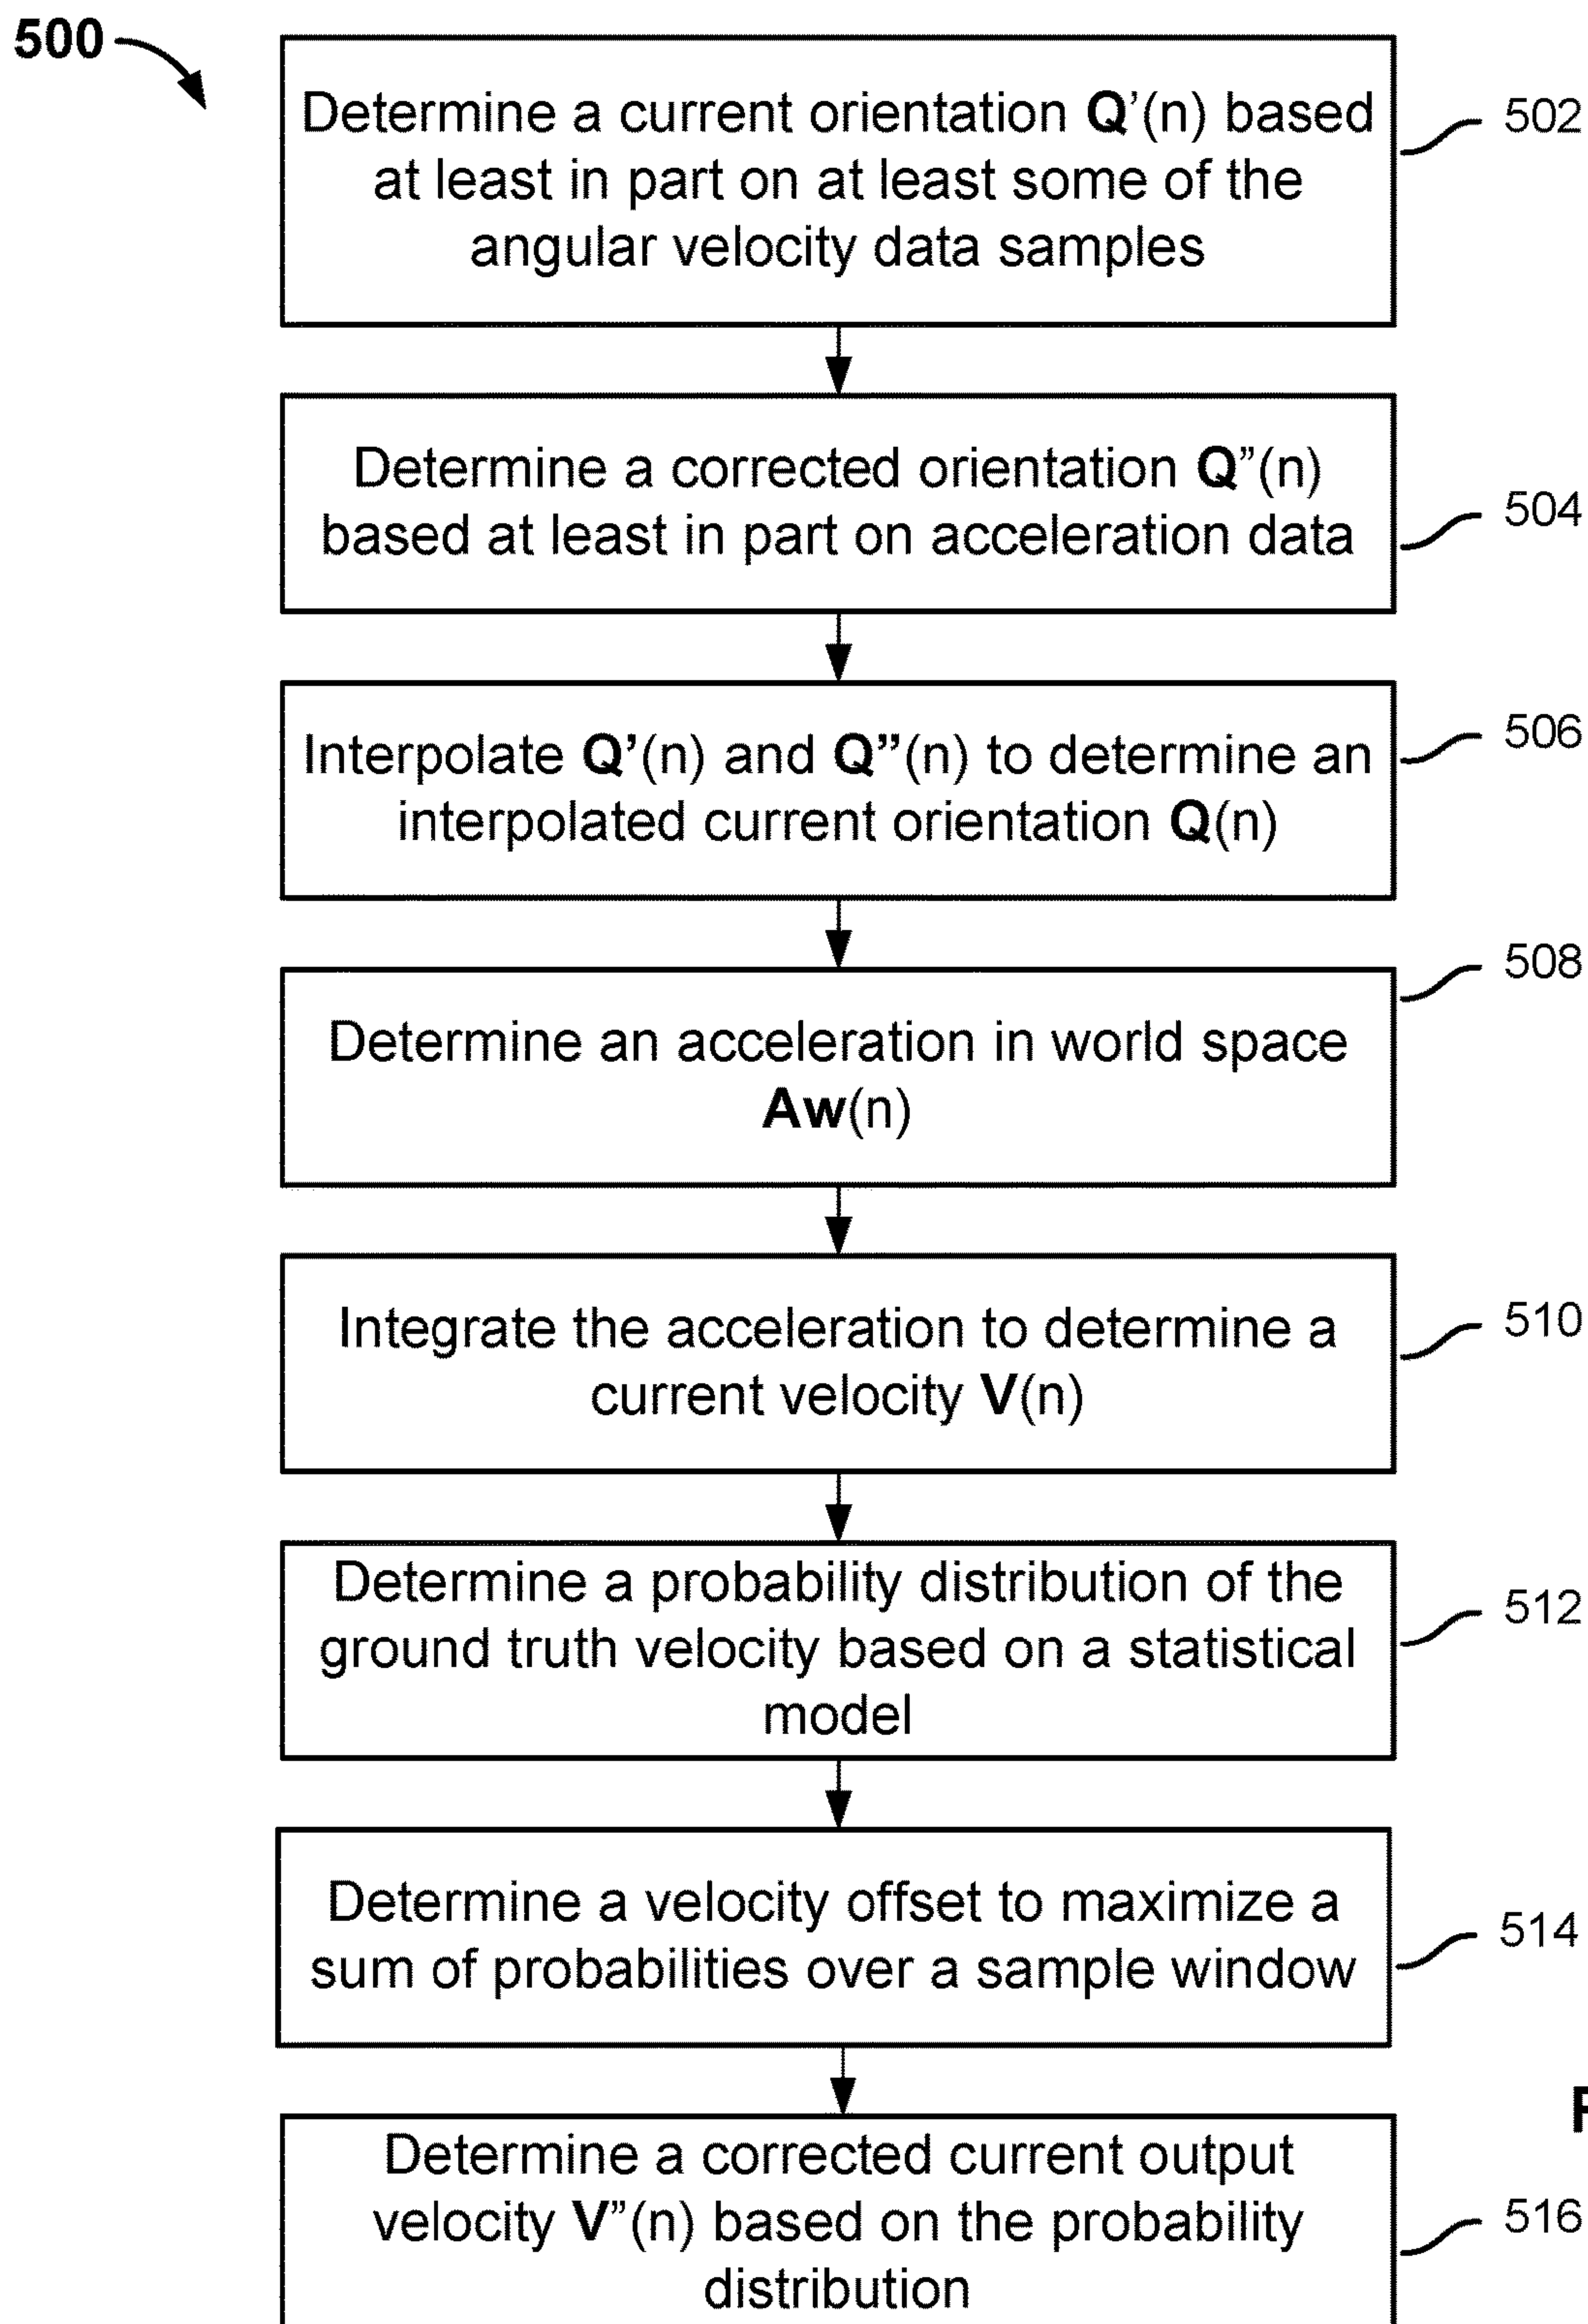 500
Determine a current orientation Q'(n) based
at least in part on at least some of the
angular velocity data samples
502
Determine a corrected orientation Q”(n)
based at least in part on acceleration data
504
Interpolate Q’(n) and Q”(n) to determine an
interpolated current orientation Q(n)
506
Determine an acceleration in world space
Aw(n)
508
Integrate the acceleration to determine a
current velocity V(n)
510
Determine a probability distribution of the
ground truth velocity based on a statistical
model
512
Determine a velocity offset to maximize a
sum of probabilities over a sample window
514
Determine a corrected current output
velocity V”(n) based on the probability
distribution
516